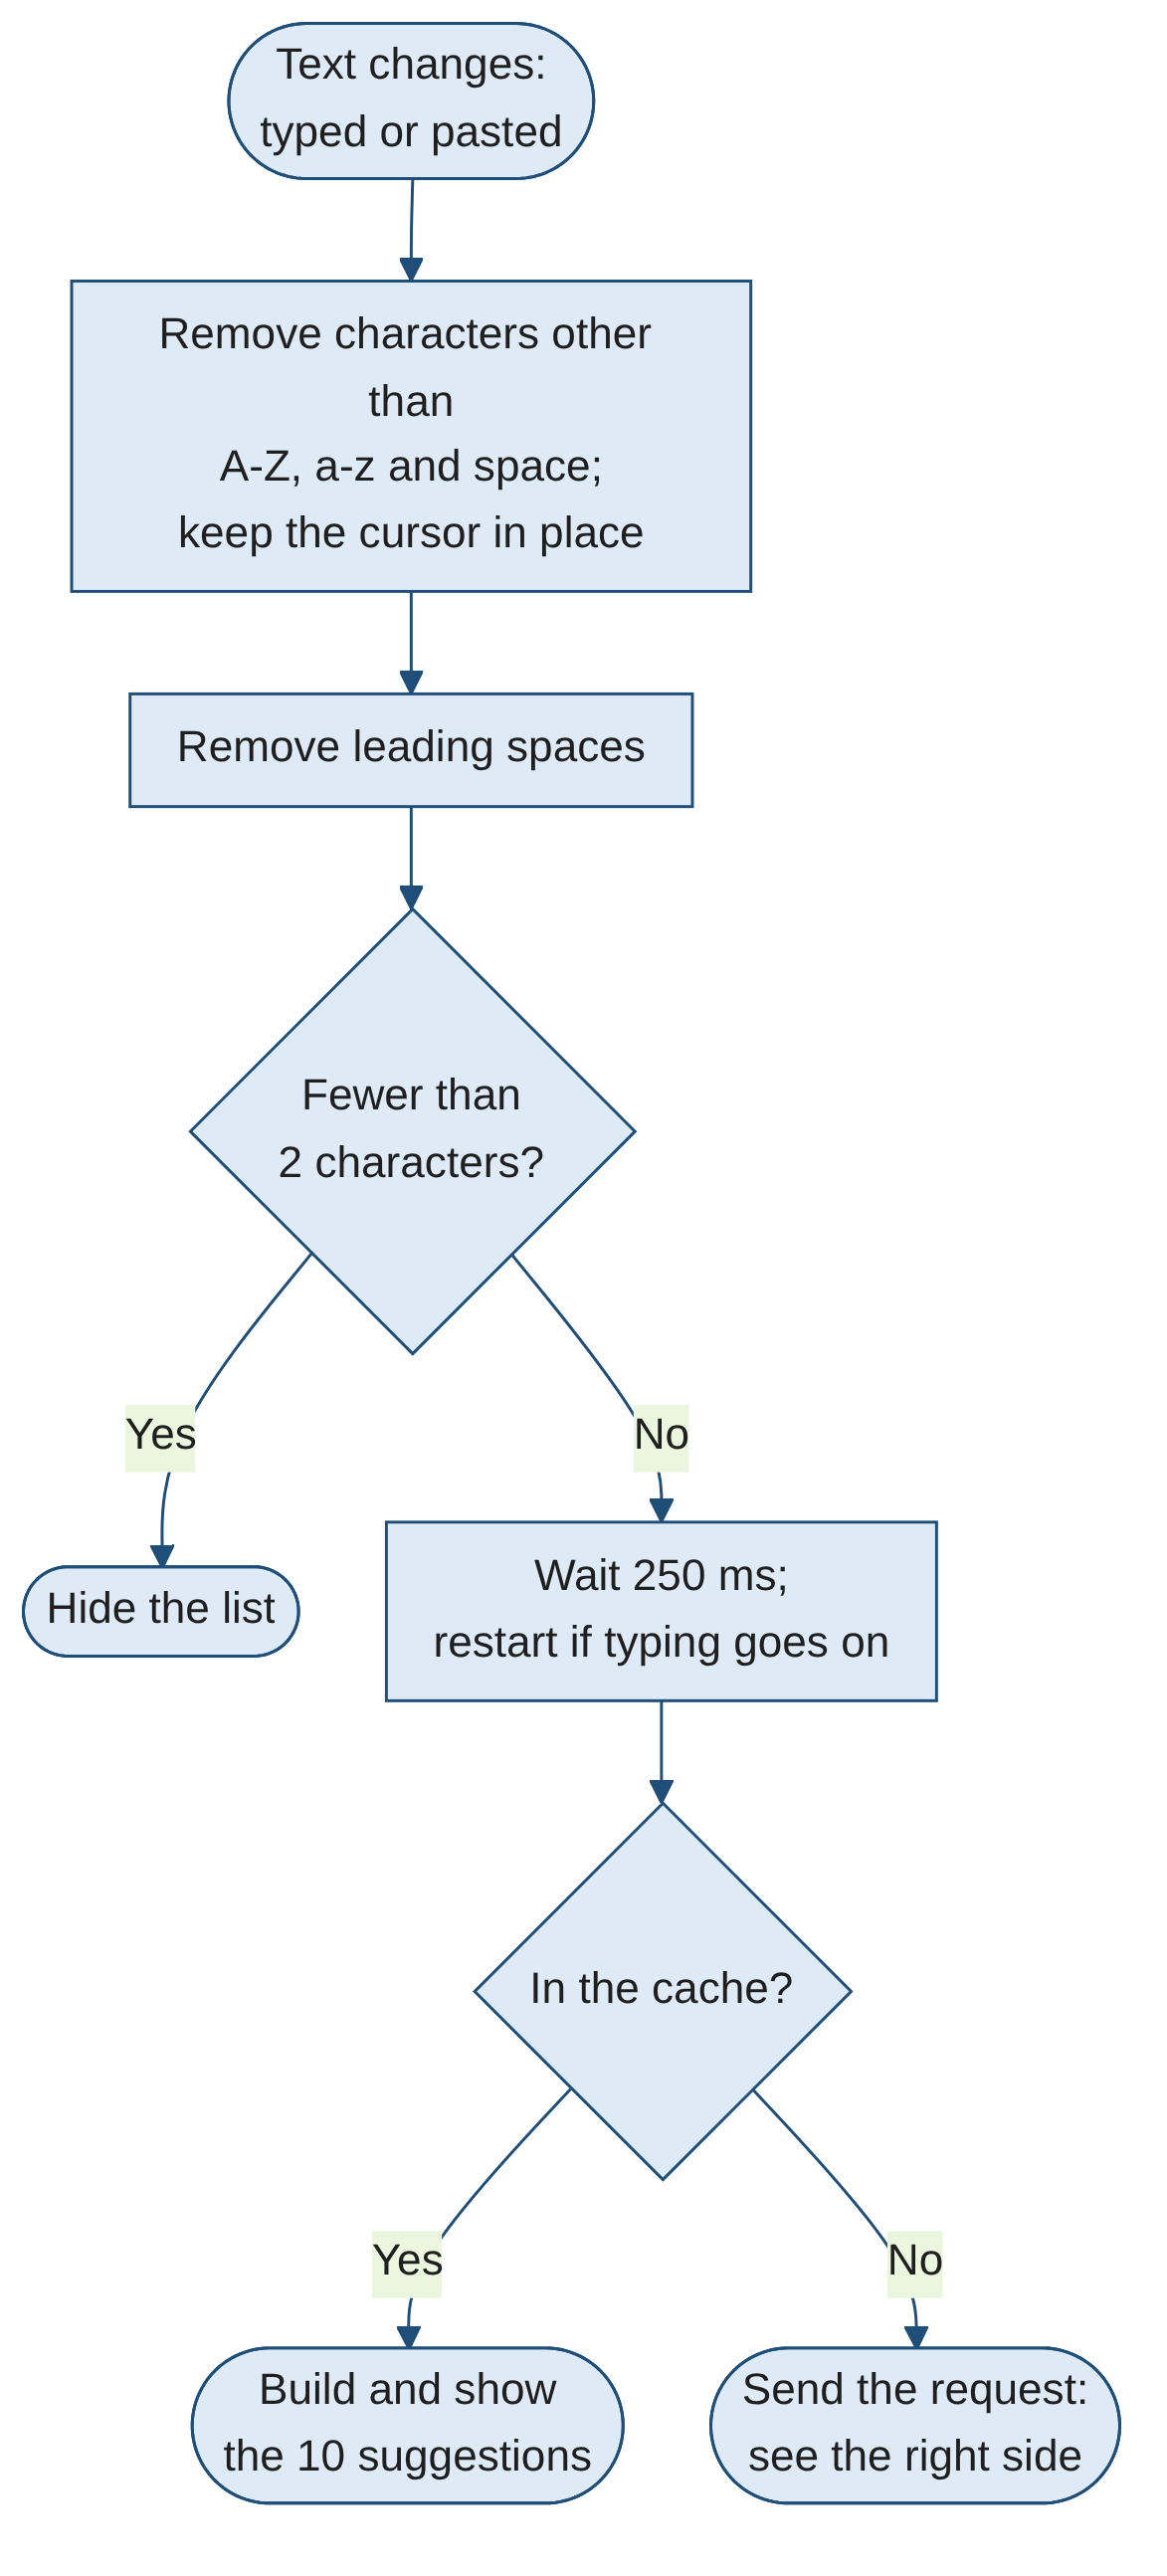 Text changes:
typed or pasted
Remove characters other
than
A-Z, a-z and space;
keep the cursor in place
Remove leading spaces
Fewer than
2 characters?
Yes
No
Hide the list
Wait 250 ms;
restart if typing goes on
In the cache?
Yes
No
Build and show
the 10 suggestions
Send the request:
see the right side